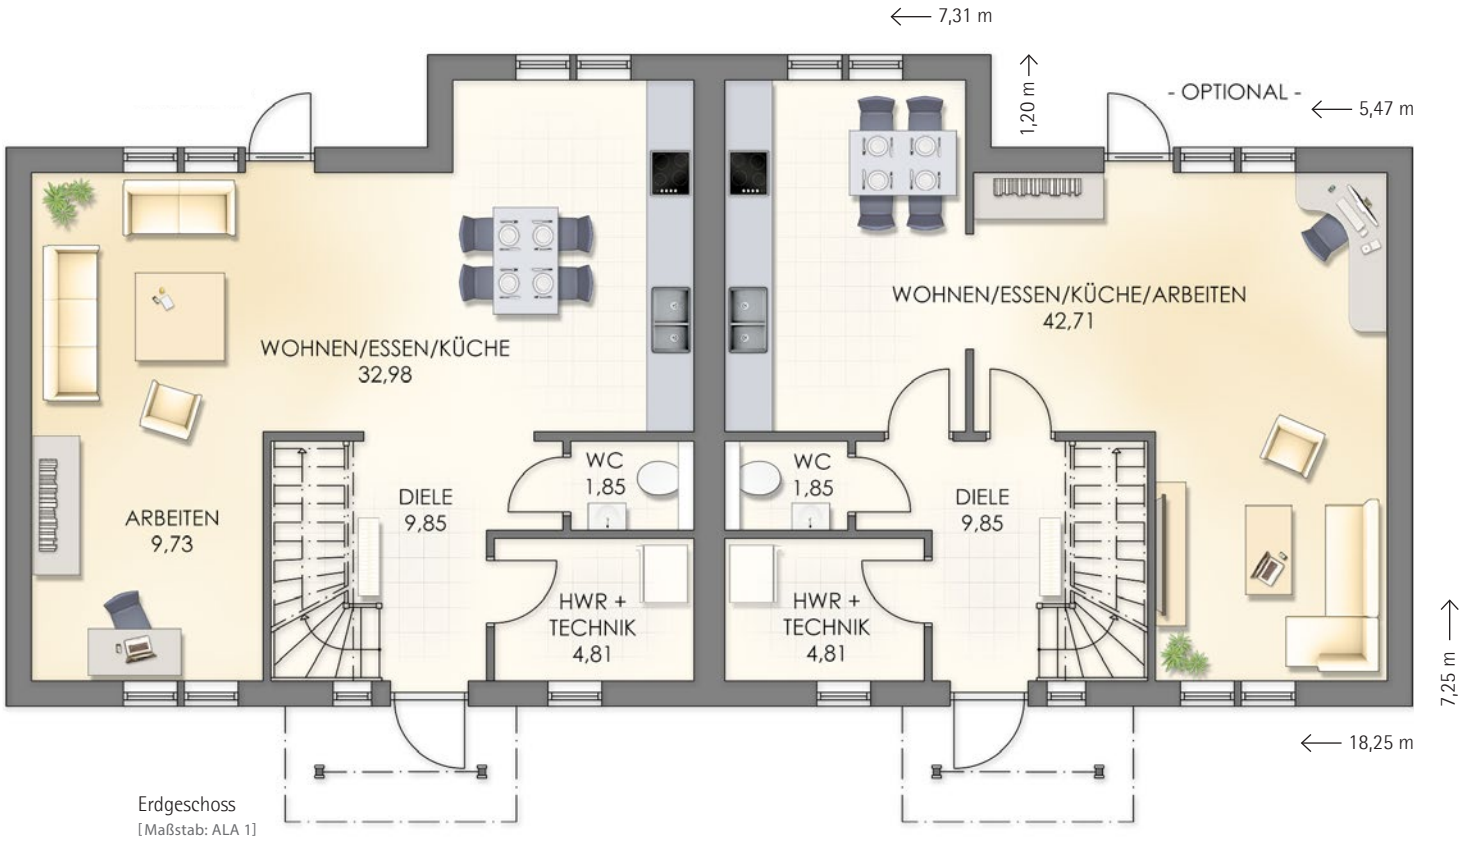 7,31 m
1,20 m
- OPTIONAL -
5,47 m
WOHNEN/ESSEN/KÜCHE
32,98
WOHNEN/ESSEN/KÜCHE/ARBEITEN
42,71
ARBEITEN
9,73
DIELE
9,85
WC
1,85
WC
1,85
DIELE
9,85
HWR +
TECHNIK
4,81
HWR +
TECHNIK
4,81
7,25 m
18,25 m
Erdgeschoss
[Maßstab: ALA 1]